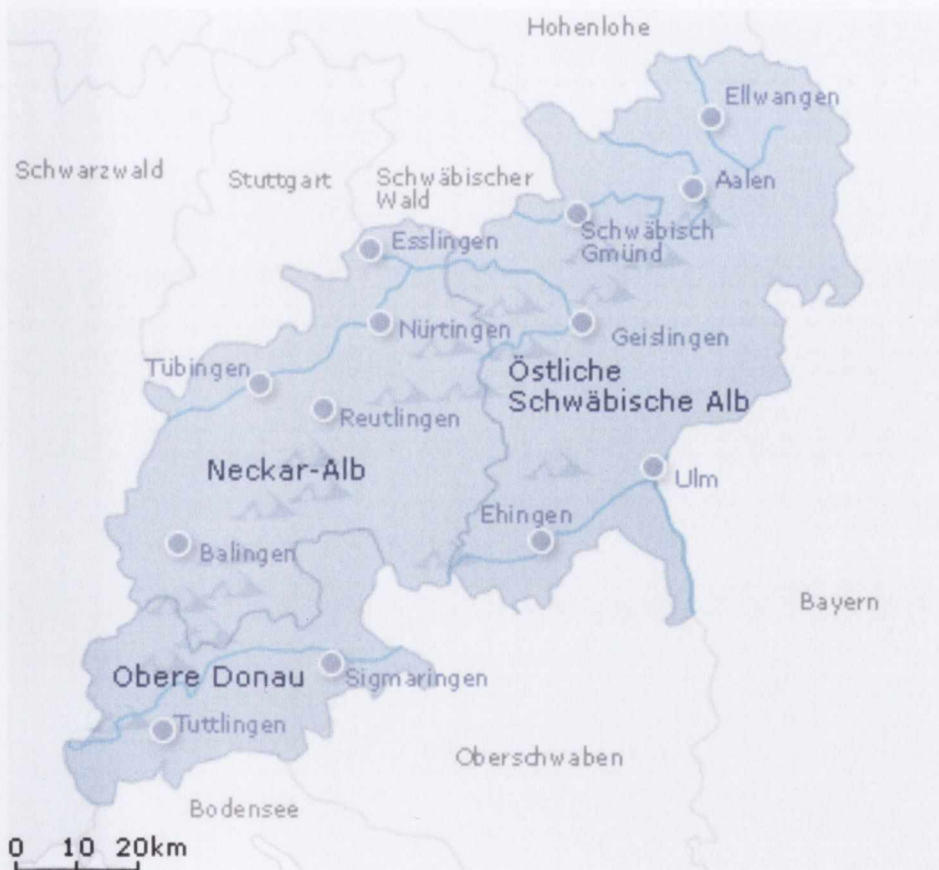 Hohenlohe
Ellwangen
Schwarzwald
Stuttgart
Schwäbischer
Wald
Aalen
Schwäbisch
Gmünd
Esslingen
Nürtingen
Geislingen
Tübingen
Östliche
Schwäbische Alb
Reutlingen
Neckar-Alb
Ulm
Ehingen
Balingen
Bayern
Obere Donau
Sigmaringen
Tuttlingen
Oberschwaben
Bodensee
0 10 20km